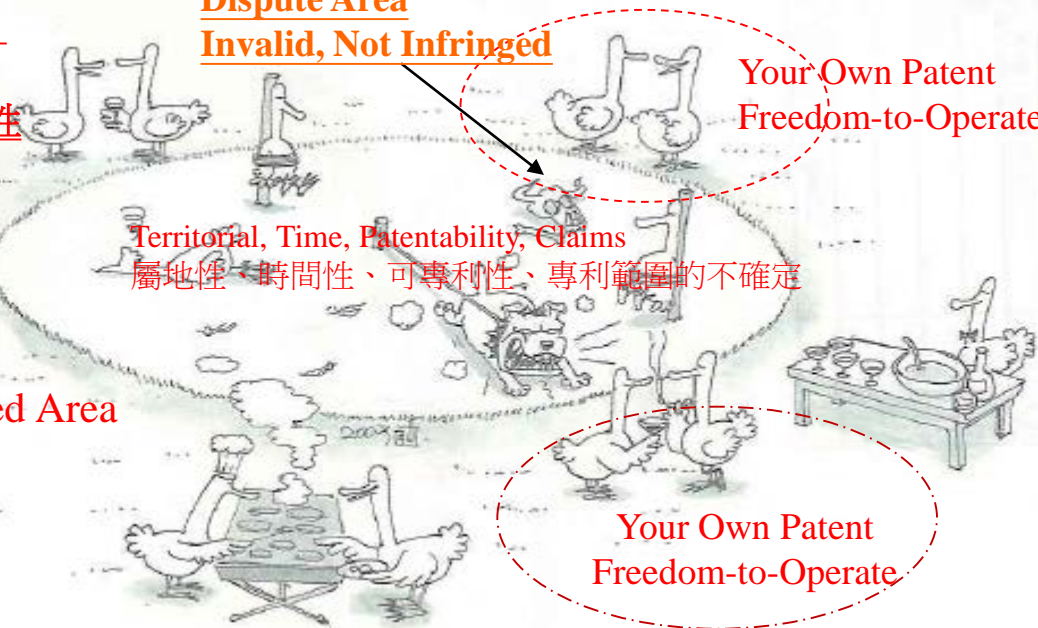 Dispute Area
Invalid, Not Infringed
性
Your Own Patent
Freedom-to-Operate
Territorial, Time, Patentability, Claims
屬地性、時間性、可專利性、專利範圍的不確定
ed Area
2003
Your Own Patent
Freedom-to-Operate